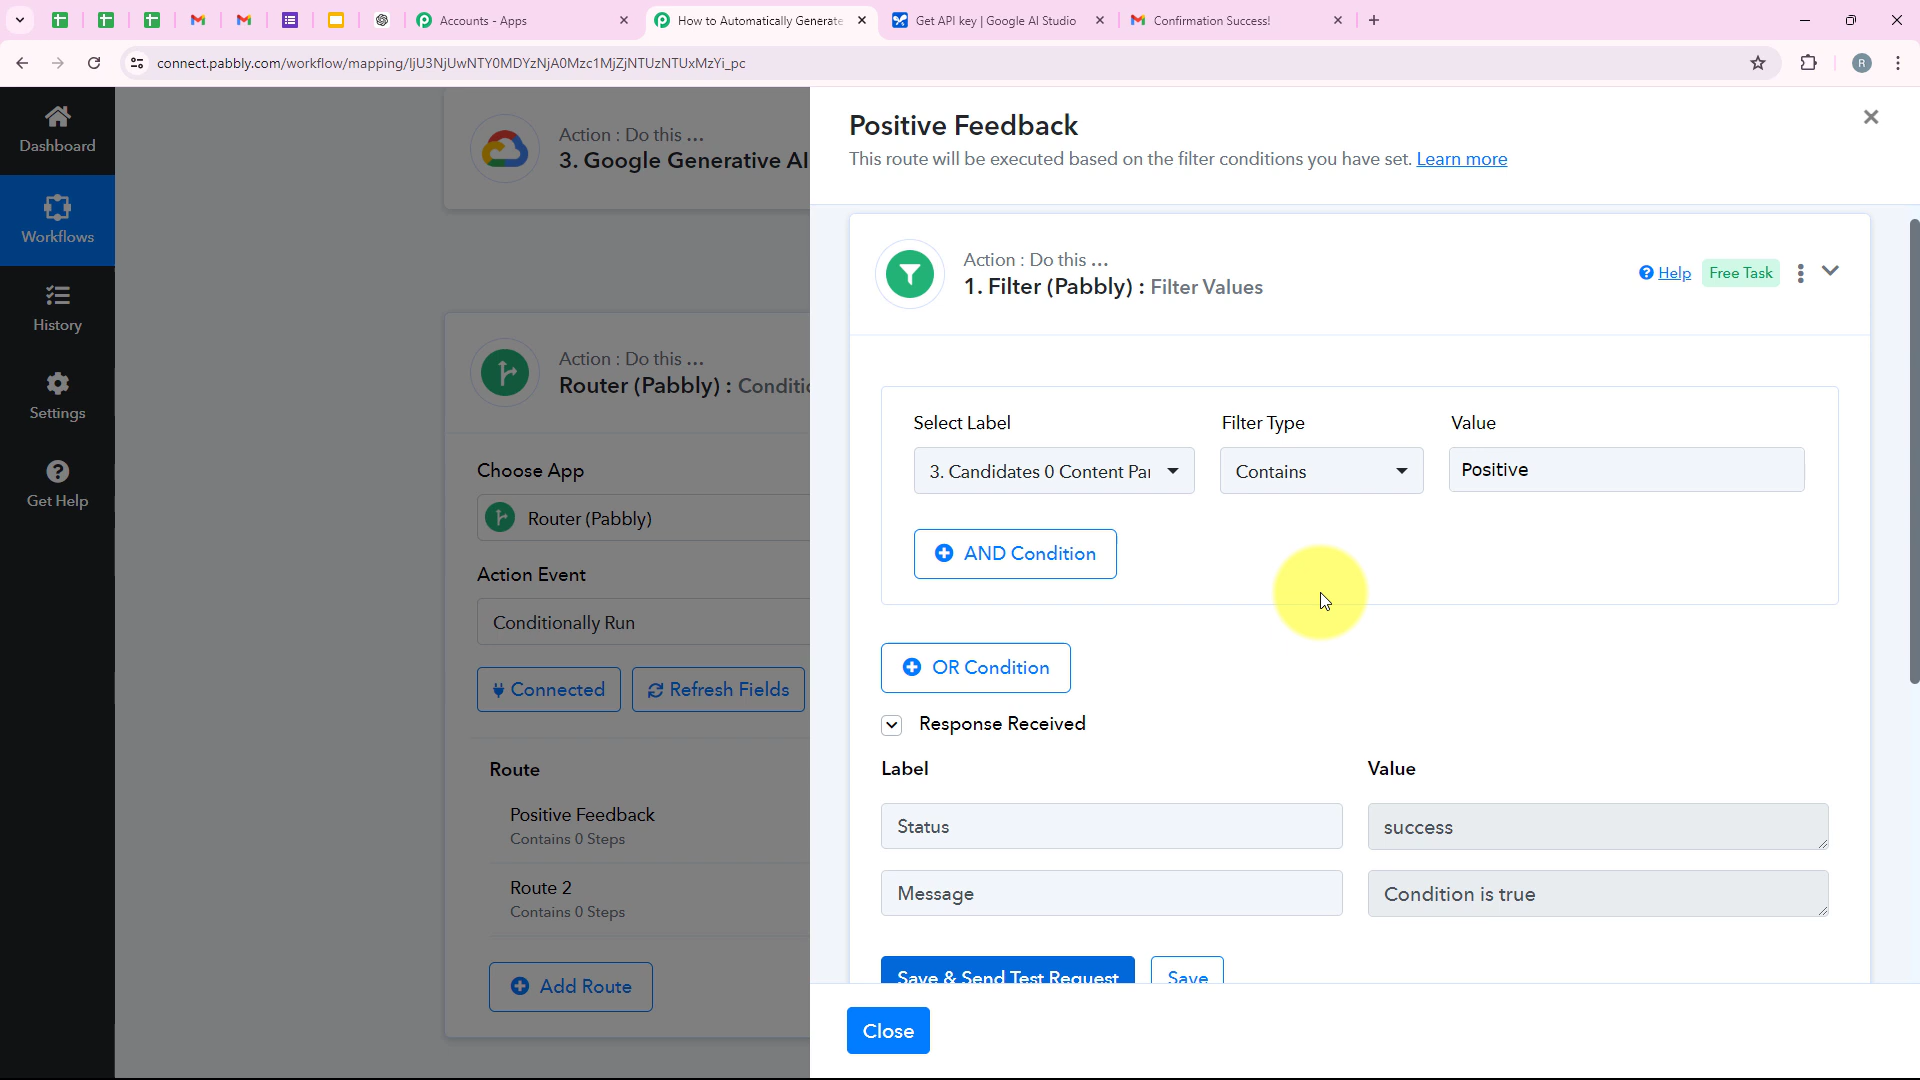 Accounts - Apps
How to Automatically Generate
Get API key | Google AI Studio
Confirmation Success!
connect.pabbly.com/workflow/mapping/IjU3NjUwNTY0MDYzNjA0Mzc1MjZjNTUzNTUxMzYi_pc
R
Dashboard
Workflows
History
Settings
Get Help
Action : Do this ...
3. Google Generative AI
Action : Do this ...
Router (Pabbly) : Conditic
Choose App
Router (Pabbly)
Action Event
Conditionally Run
Connected
Refresh Fields
Route
Positive Feedback
Contains 0 Steps
Route 2
Contains 0 Steps
Add Route
Positive Feedback
This route will be executed based on the filter conditions you have set. Learn more
Action : Do this ...
1. Filter (Pabbly) : Filter Values
Help
Free Task
Select Label
Filter Type
Value
3. Candidates 0 Content Par
Contains
Positive
AND Condition
OR Condition
Response Received
Label
Value
Status
success
Message
Condition is true
Save & Send Test Request
Save
Close